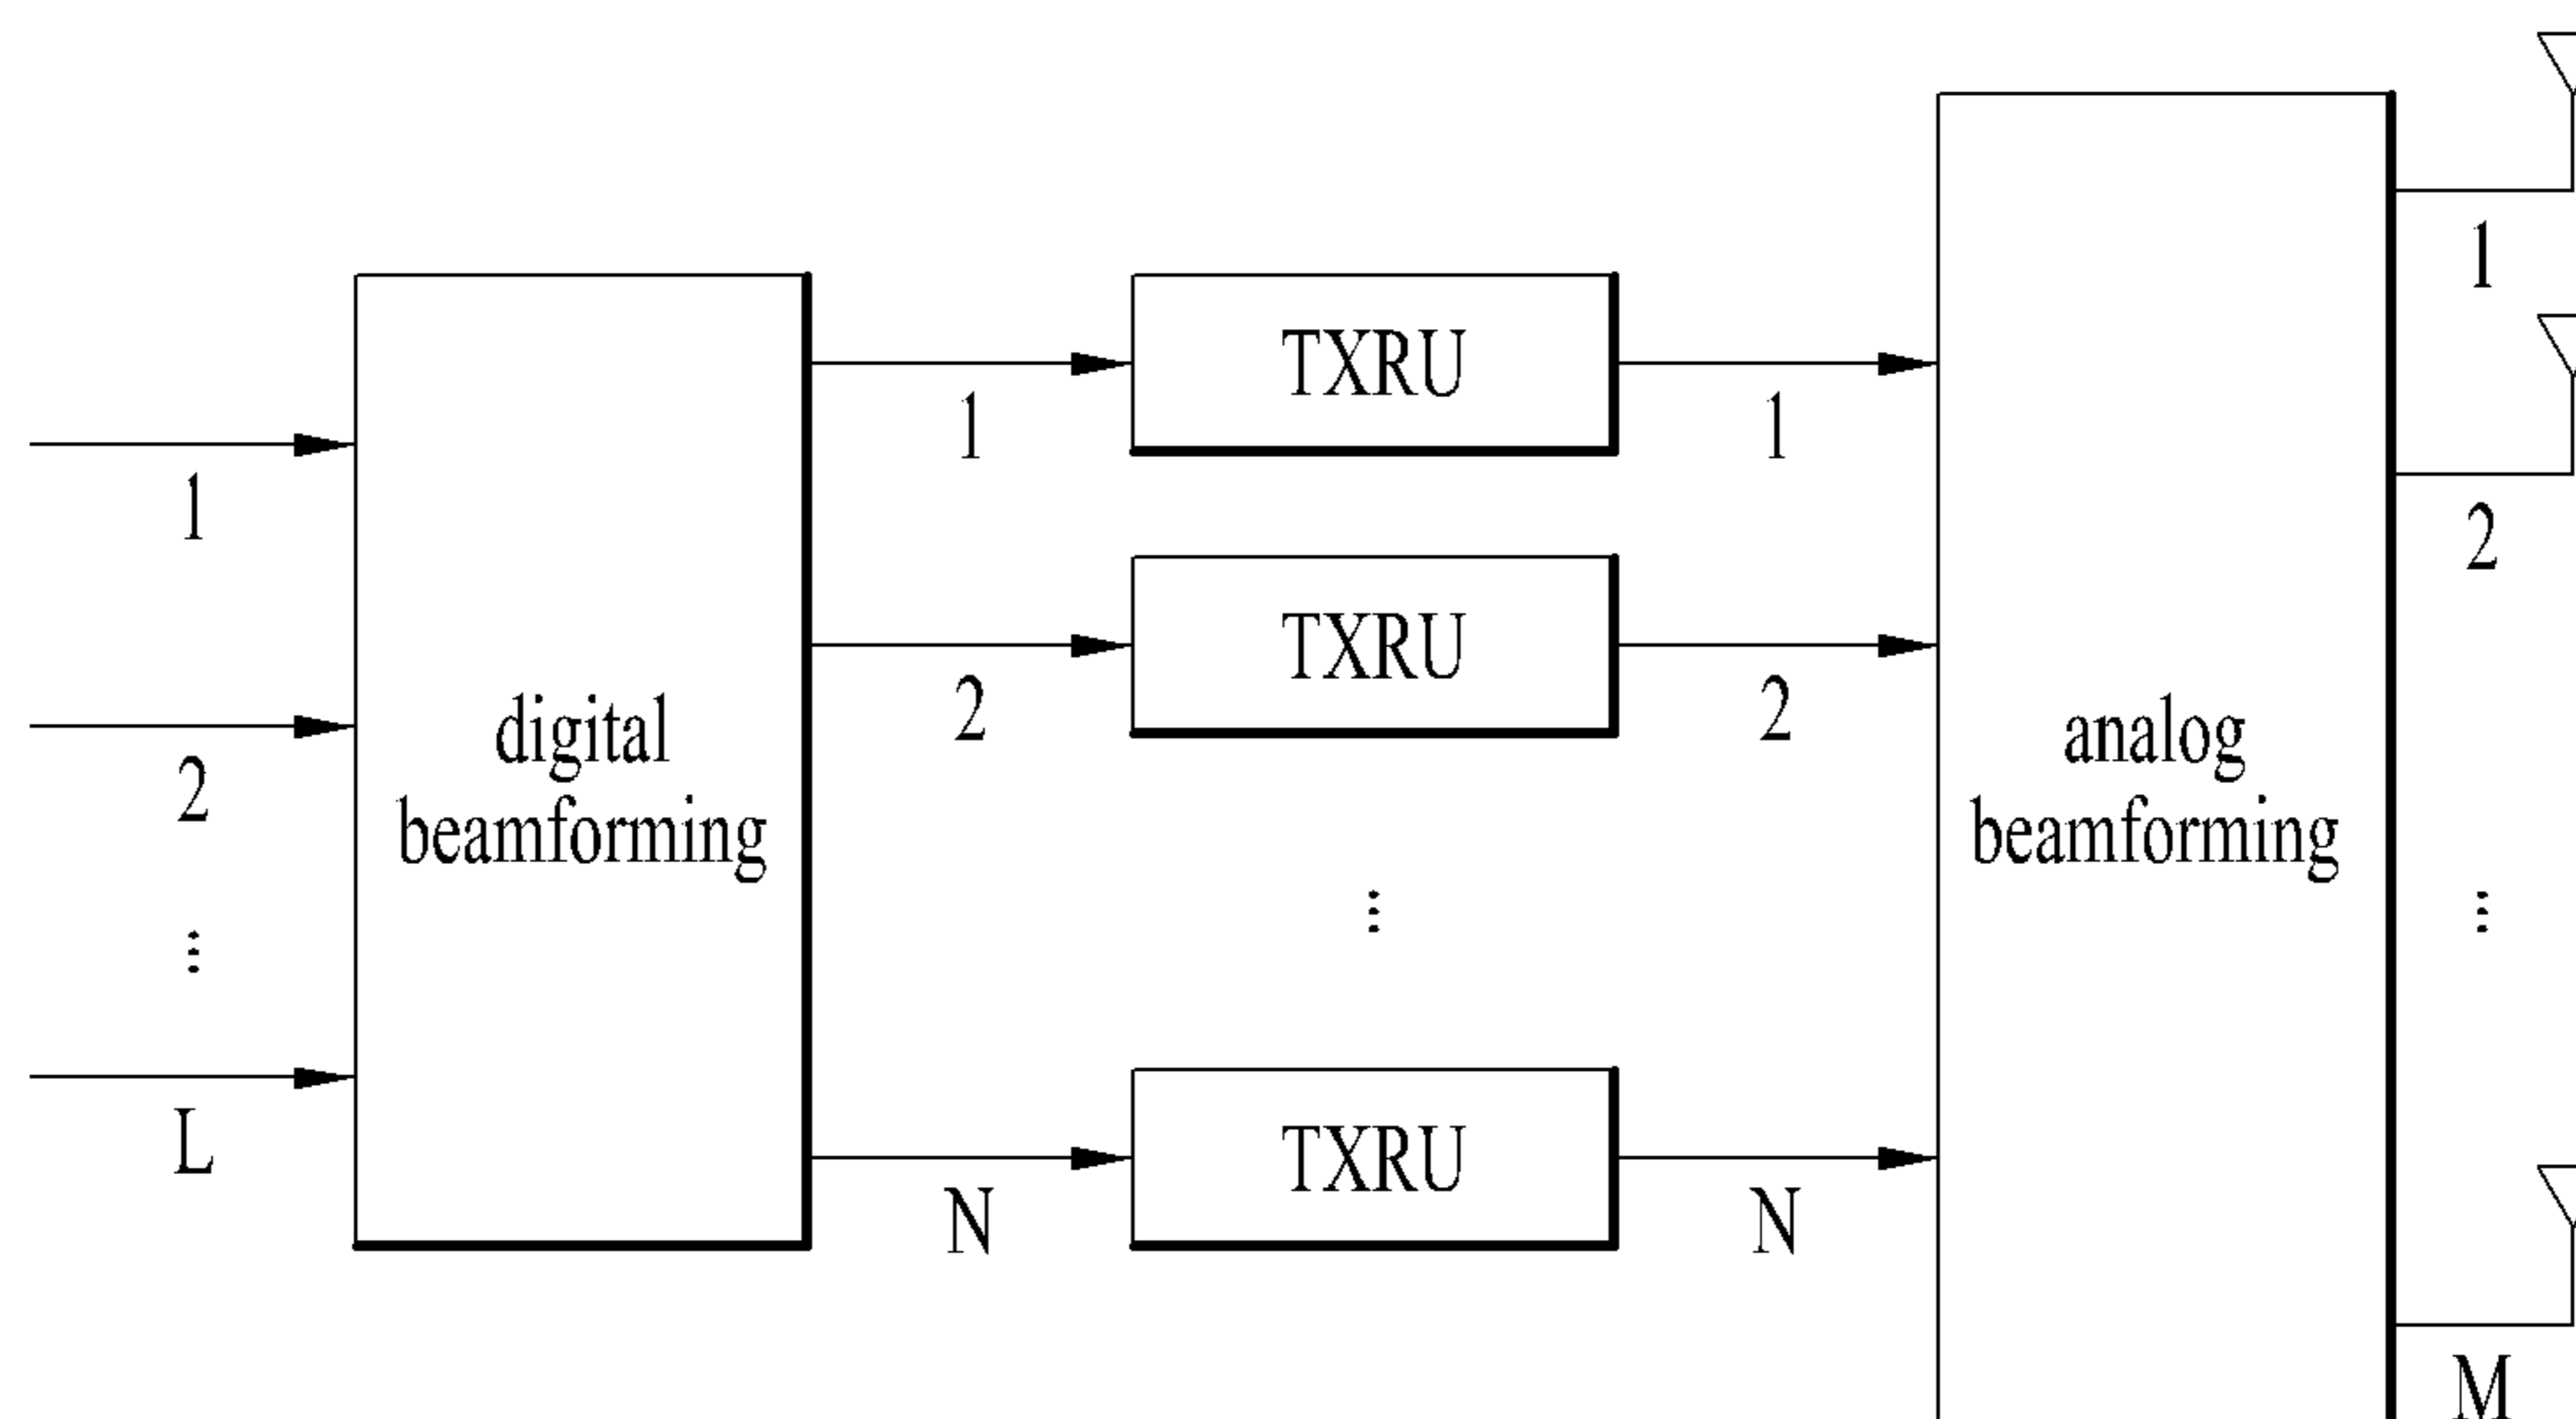 1
2
⋮
L
digital
beamforming
1
2
N
TXRU
TXRU
⋮
TXRU
1
2
N
analog
beamforming
1
2
⋮
M